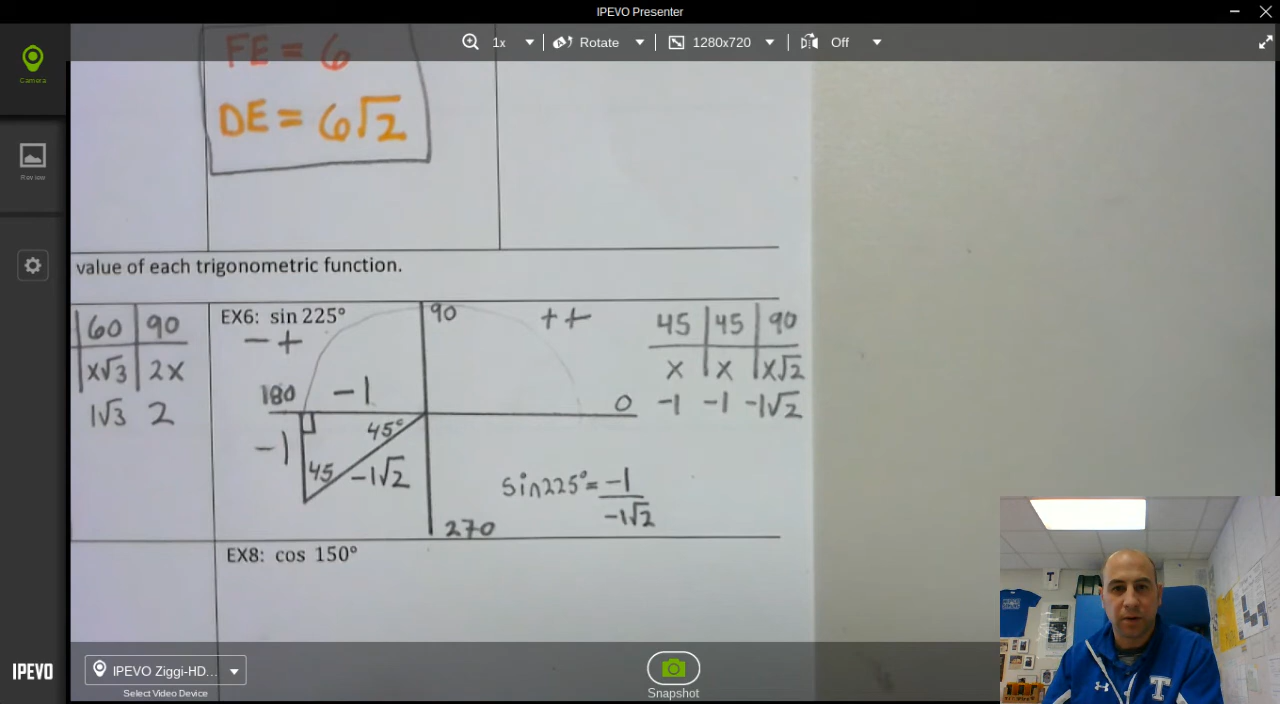 IPEVO Presenter
1x Rotate 1280x720 Off
Camera
Review
FE = 6
DE = 6√2
value of each trigonometric function.
60 90
x√3 2x
1√3 2
EX6: sin 225°
- +
90
+ +
180
-1
0
-1
45°
45
-1√2
270
45 45 90
x x x√2
-1 -1 -1√2
sin225°= -1
-1√2
EX8: cos 150°
IPEVO
IPEVO Ziggi-HD...
Select Video Device
Snapshot
T
T